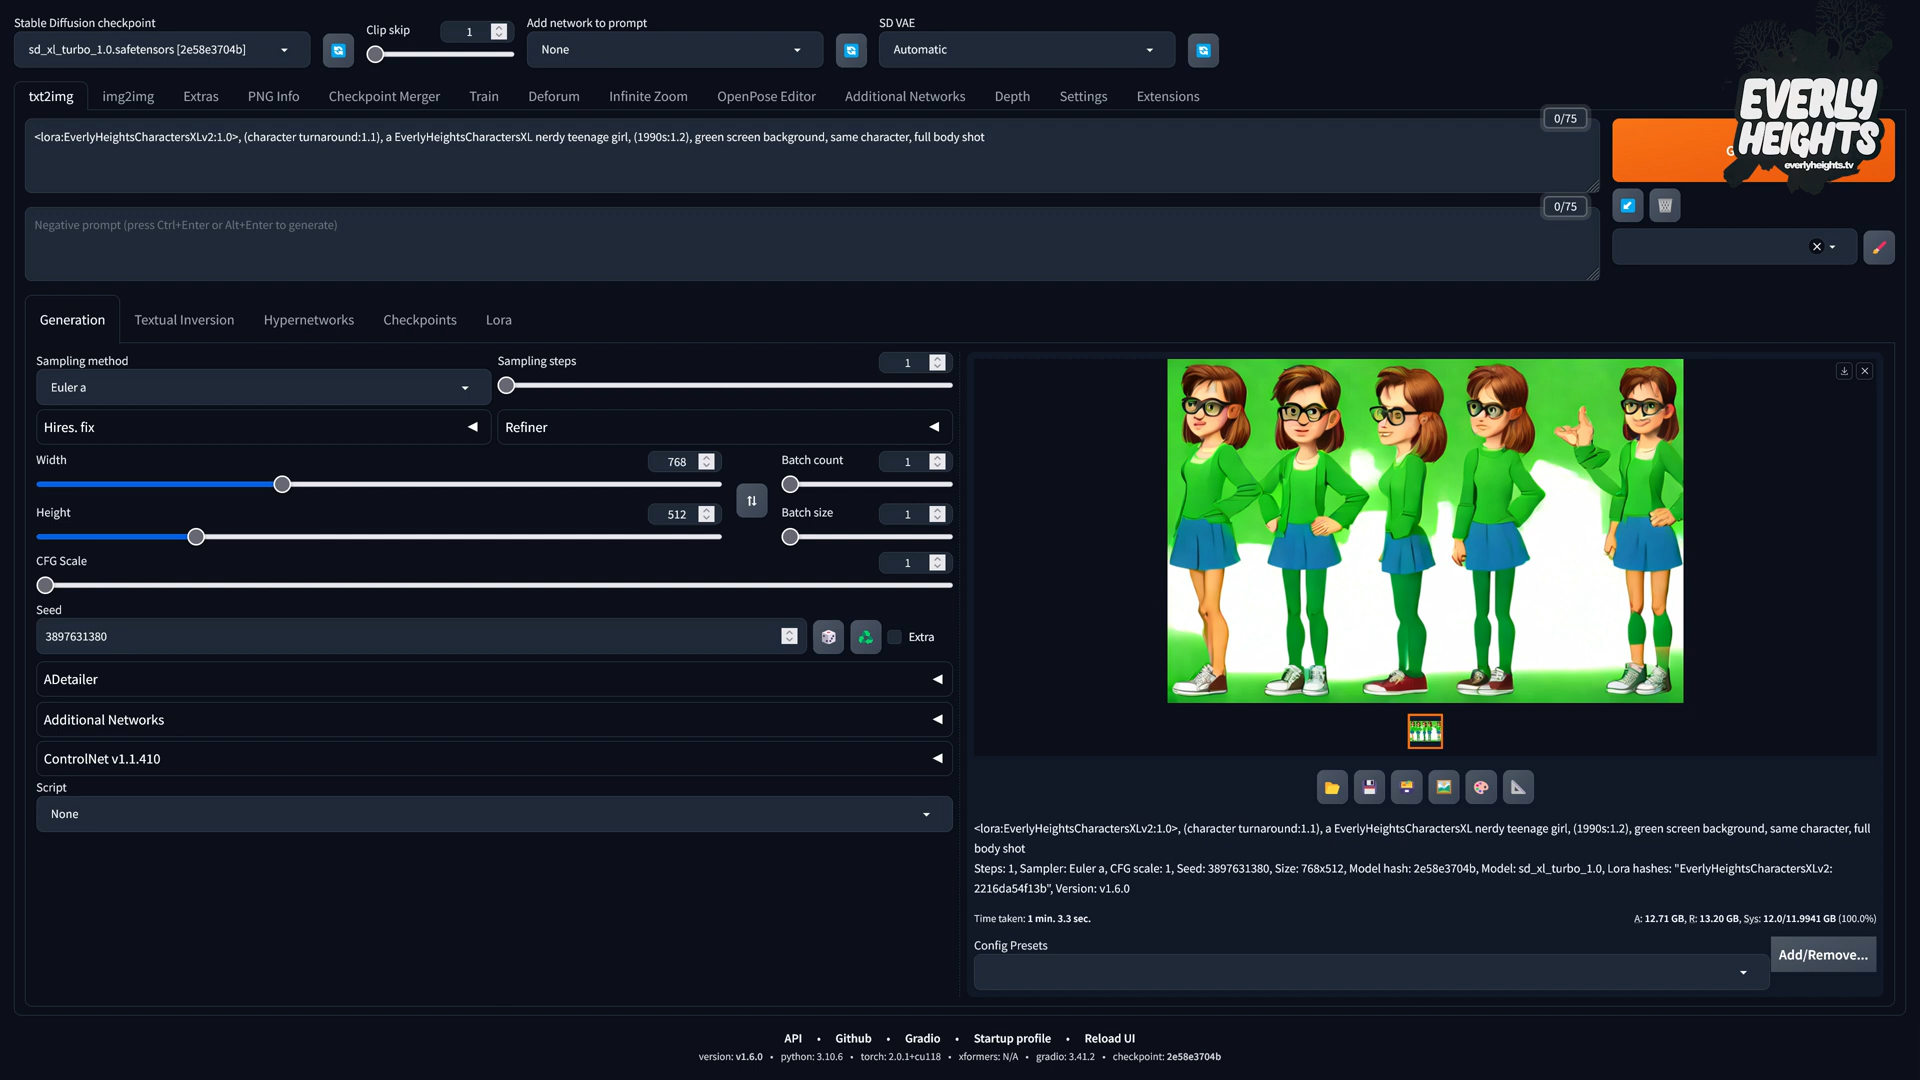 Stable Diffusion checkpoint
sd_xl_turbo_1.0.safetensors [2e58e3704b]
Clip skip
1
Add network to prompt
None
SD VAE
Automatic
EVERLY
HEIGHTS
everlyheights.tv
txt2img
img2img
Extras
PNG Info
Checkpoint Merger
Train
Deforum
Infinite Zoom
OpenPose Editor
Additional Networks
Depth
Settings
Extensions
0/75
<lora:EverlyHeightsCharactersXLv2:1.0>, (character turnaround:1.1), a EverlyHeightsCharactersXL nerdy teenage girl, (1990s:1.2), green screen background, same character, full body shot
0/75
Negative prompt (press Ctrl+Enter or Alt+Enter to generate)
Generation
Textual Inversion
Hypernetworks
Checkpoints
Lora
Sampling method
Euler a
Sampling steps
1
Hires. fix
Refiner
Width
768
Batch count
1
Height
512
Batch size
1
CFG Scale
1
Seed
3897631380
Extra
ADetailer
Additional Networks
ControlNet v1.1.410
Script
None
<lora:EverlyHeightsCharactersXLv2:1.0>, (character turnaround:1.1), a EverlyHeightsCharactersXL nerdy teenage girl, (1990s:1.2), green screen background, same character, full
body shot
Steps: 1, Sampler: Euler a, CFG scale: 1, Seed: 3897631380, Size: 768x512, Model hash: 2e58e3704b, Model: sd_xl_turbo_1.0, Lora hashes: "EverlyHeightsCharactersXLv2:
2216da54f13b", Version: v1.6.0
Time taken: 1 min. 3.3 sec.
A: 12.71 GB, R: 13.20 GB, Sys: 12.0/11.9941 GB (100.0%)
Config Presets
Add/Remove...
API • Github • Gradio • Startup profile • Reload UI
version: v1.6.0 • python: 3.10.6 • torch: 2.0.1+cu118 • xformers: N/A • gradio: 3.41.2 • checkpoint: 2e58e3704b